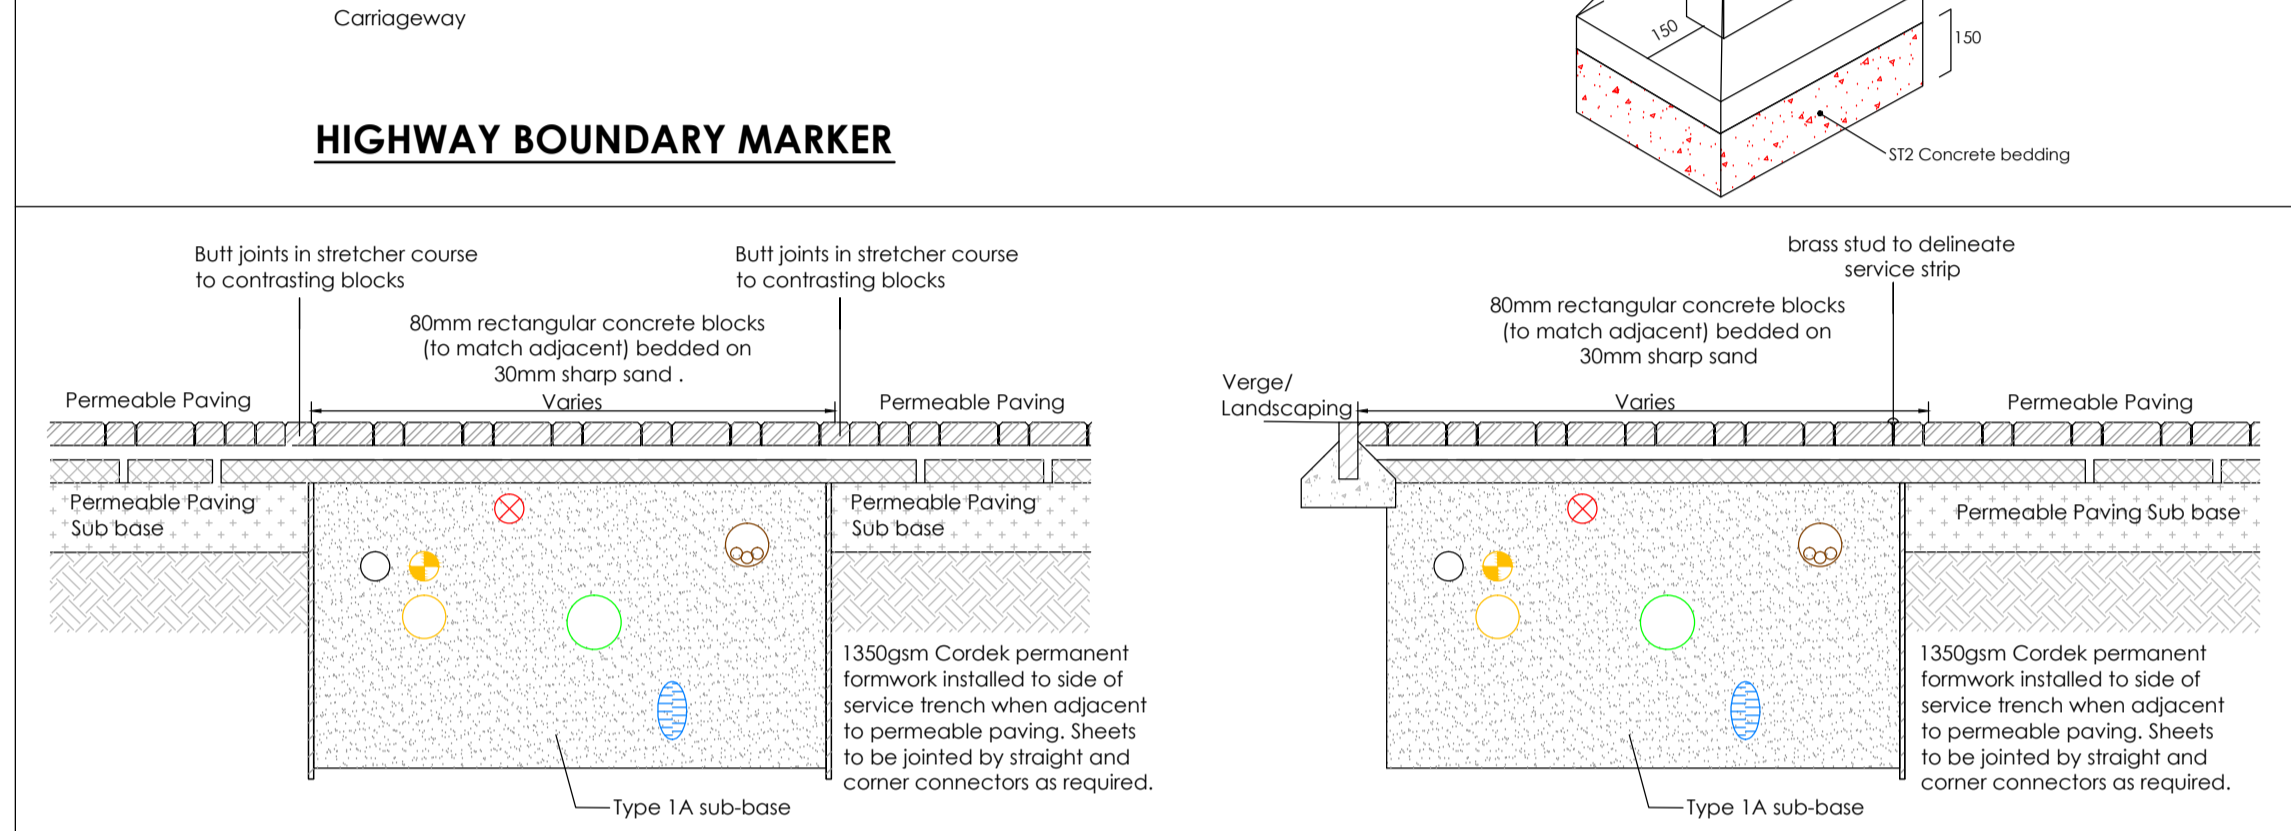 Carriageway
150
150
HIGHWAY BOUNDARY MARKER
ST2 Concrete bedding
Butt joints in stretcher course
to contrasting blocks
Butt joints in stretcher course
to contrasting blocks
80mm rectangular concrete blocks
(to match adjacent) bedded on
30mm sharp sand .
Permeable Paving
Varies
Permeable Paving
Permeable Paving
Sub base
Permeable Paving
Sub base
1350gsm Cordek permanent
formwork installed to side of
service trench when adjacent
to permeable paving. Sheets
to be jointed by straight and
corner connectors as required.
Type 1A sub-base
brass stud to delineate
service strip
80mm rectangular concrete blocks
(to match adjacent) bedded on
30mm sharp sand
Verge/
Landscaping
Varies
Permeable Paving
Permeable Paving Sub base
1350gsm Cordek permanent
formwork installed to side of
service trench when adjacent
to permeable paving. Sheets
to be jointed by straight and
corner connectors as required.
Type 1A sub-base